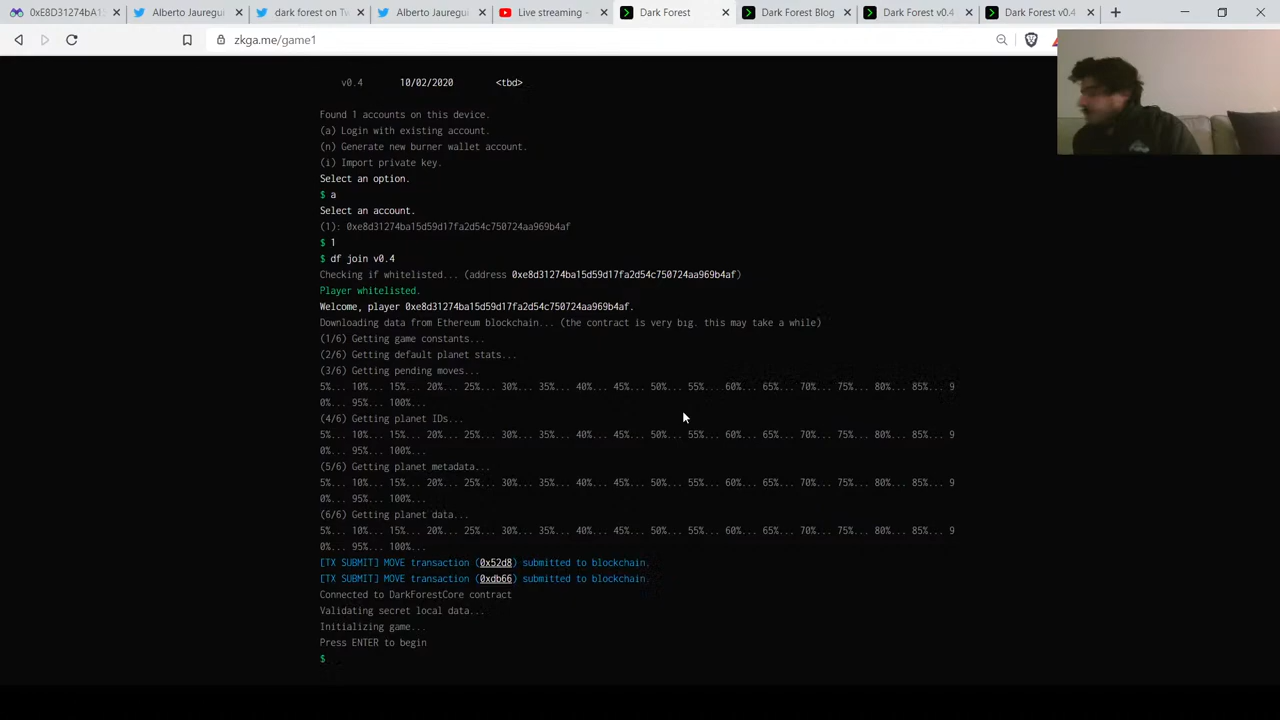 0xE8D31274bA1
Alberto Jauregui
dark forest on Tw
Alberto Jauregui
Live streaming -
Dark Forest
Dark Forest Blog
Dark Forest v0.4
Dark Forest v0.4
zkga.me/game1
v0.4 10/02/2020 <tbd>
Found 1 accounts on this device.
(a) Login with existing account.
(n) Generate new burner wallet account.
(i) Import private key.
Select an option.
$ a
Select an account.
(1): 0xe8d31274ba15d59d17fa2d54c750724aa969b4af
$ 1
$ df join v0.4
Checking if whitelisted... (address 0xe8d31274ba15d59d17fa2d54c750724aa969b4af)
Player whitelisted.
Welcome, player 0xe8d31274ba15d59d17fa2d54c750724aa969b4af.
Downloading data from Ethereum blockchain... (the contract is very big. this may take a while)
(1/6) Getting game constants...
(2/6) Getting default planet stats...
(3/6) Getting pending moves...
5%... 10%... 15%... 20%... 25%... 30%... 35%... 40%... 45%... 50%... 55%... 60%... 65%... 70%... 75%... 80%... 85%... 9
0%... 95%... 100%...
(4/6) Getting planet IDs...
5%... 10%... 15%... 20%... 25%... 30%... 35%... 40%... 45%... 50%... 55%... 60%... 65%... 70%... 75%... 80%... 85%... 9
0%... 95%... 100%...
(5/6) Getting planet metadata...
5%... 10%... 15%... 20%... 25%... 30%... 35%... 40%... 45%... 50%... 55%... 60%... 65%... 70%... 75%... 80%... 85%... 9
0%... 95%... 100%...
(6/6) Getting planet data...
5%... 10%... 15%... 20%... 25%... 30%... 35%... 40%... 45%... 50%... 55%... 60%... 65%... 70%... 75%... 80%... 85%... 9
0%... 95%... 100%...
[TX SUBMIT] MOVE transaction (0x52d8) submitted to blockchain.
[TX SUBMIT] MOVE transaction (0xdb66) submitted to blockchain.
Connected to DarkForestCore contract
Validating secret local data...
Initializing game...
Press ENTER to begin
$